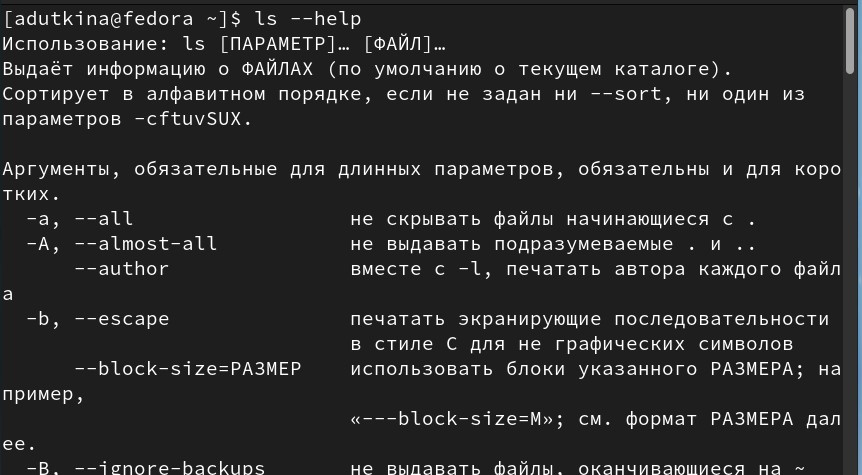 [adutkina@fedora ~]$ ls --help
Использование: ls [ПАРАМЕТР]… [ФАЙЛ]…
Выдаёт информацию о ФАЙЛАХ (по умолчанию о текущем каталоге).
Сортирует в алфавитном порядке, если не задан ни --sort, ни один из
параметров -cftuvSUX.
Аргументы, обязательные для длинных параметров, обязательны и для коро
тких.
-a, --all не скрывать файлы начинающиеся с .
-A, --almost-all не выдавать подразумеваемые . и ..
--author вместе с -l, печатать автора каждого файл
а
-b, --escape печатать экранирующие последовательности
в стиле C для не графических символов
--block-size=РАЗМЕР использовать блоки указанного РАЗМЕРА; на
пример,
«---block-size=M»; см. формат РАЗМЕРА дал
ее.
-B, --ignore-backups не выдавать файлы, оканчивающиеся на ~